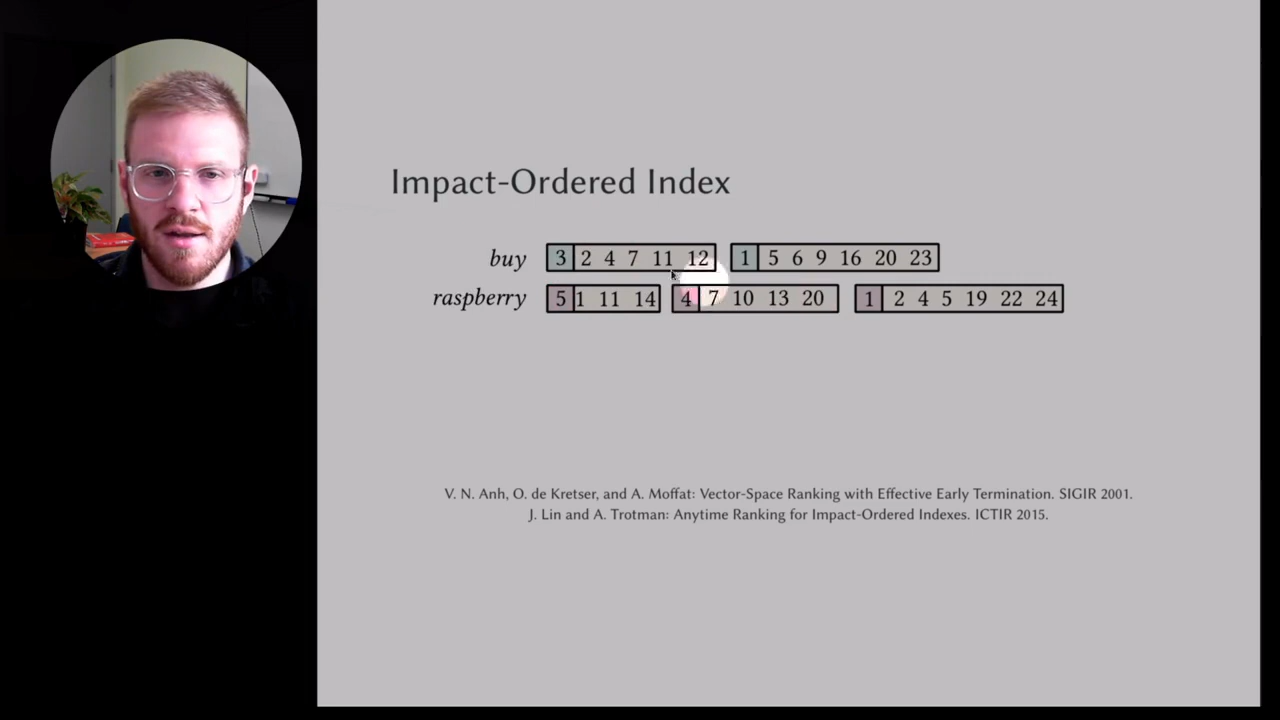 Impact-Ordered Index
buy 3 2 4 7 11 12 1 5 6 9 16 20 23
raspberry 5 1 11 14 4 7 10 13 20 1 2 4 5 19 22 24
V. N. Anh, O. de Kretser, and A. Moffat: Vector-Space Ranking with Effective Early Termination. SIGIR 2001.
J. Lin and A. Trotman: Anytime Ranking for Impact-Ordered Indexes. ICTIR 2015.